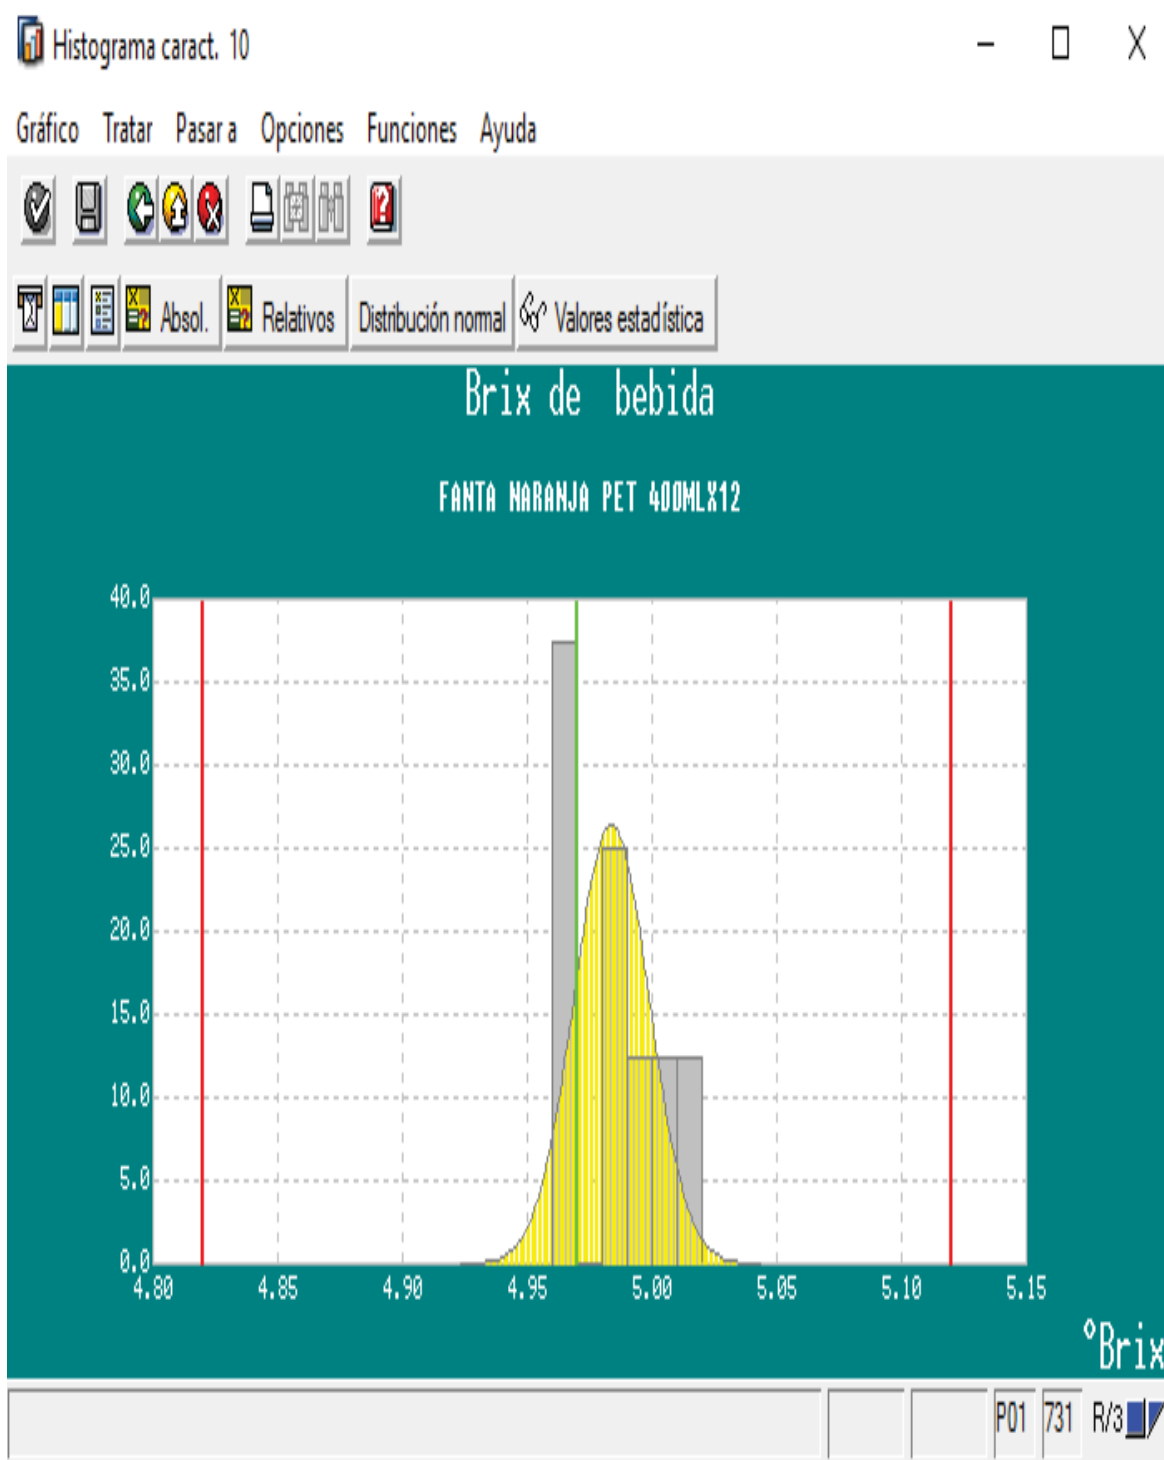 Histograma caract. 10
Gráfico Tratar Pasar a Opciones Funciones Ayuda
Absol. Relativos Distribución normal Valores estadística
Brix de bebida
FANTA NARANJA PET 400MLX12
40.0
35.0
30.0
25.0
20.0
15.0
10.0
5.0
0.0
4.80 4.85 4.90 4.95 5.00 5.05 5.10 5.15
°Brix
P01 731 R/3